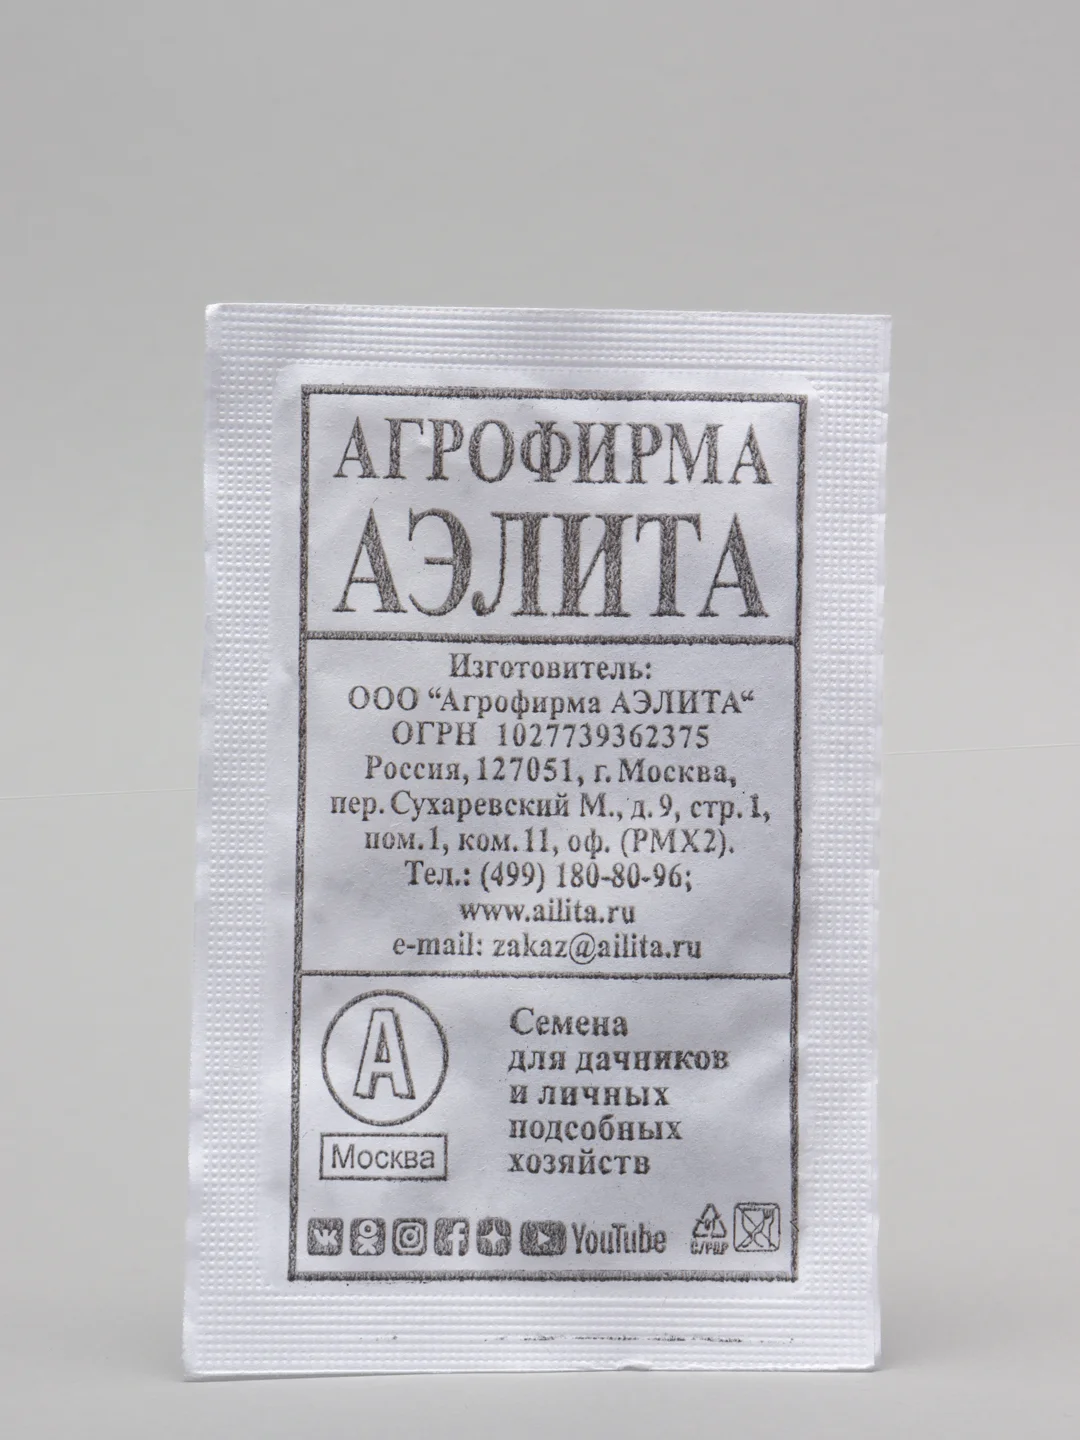 АГРОФИРМА
АЭЛИТА
Изготовитель:
ООО “Агрофирма АЭЛИТА“
ОГРН 1027739362375
Россия, 127051, г. Москва,
пер. Сухаревский М., д. 9, стр. 1,
пом. 1, ком. 11, оф. (РМХ2).
Тел.: (499) 180-80-96;
www.ailita.ru
e-mail: zakaz@ailita.ru
А
Москва
Семена
для дачников
и личных
подсобных
хозяйств
YouTube
C/PAP